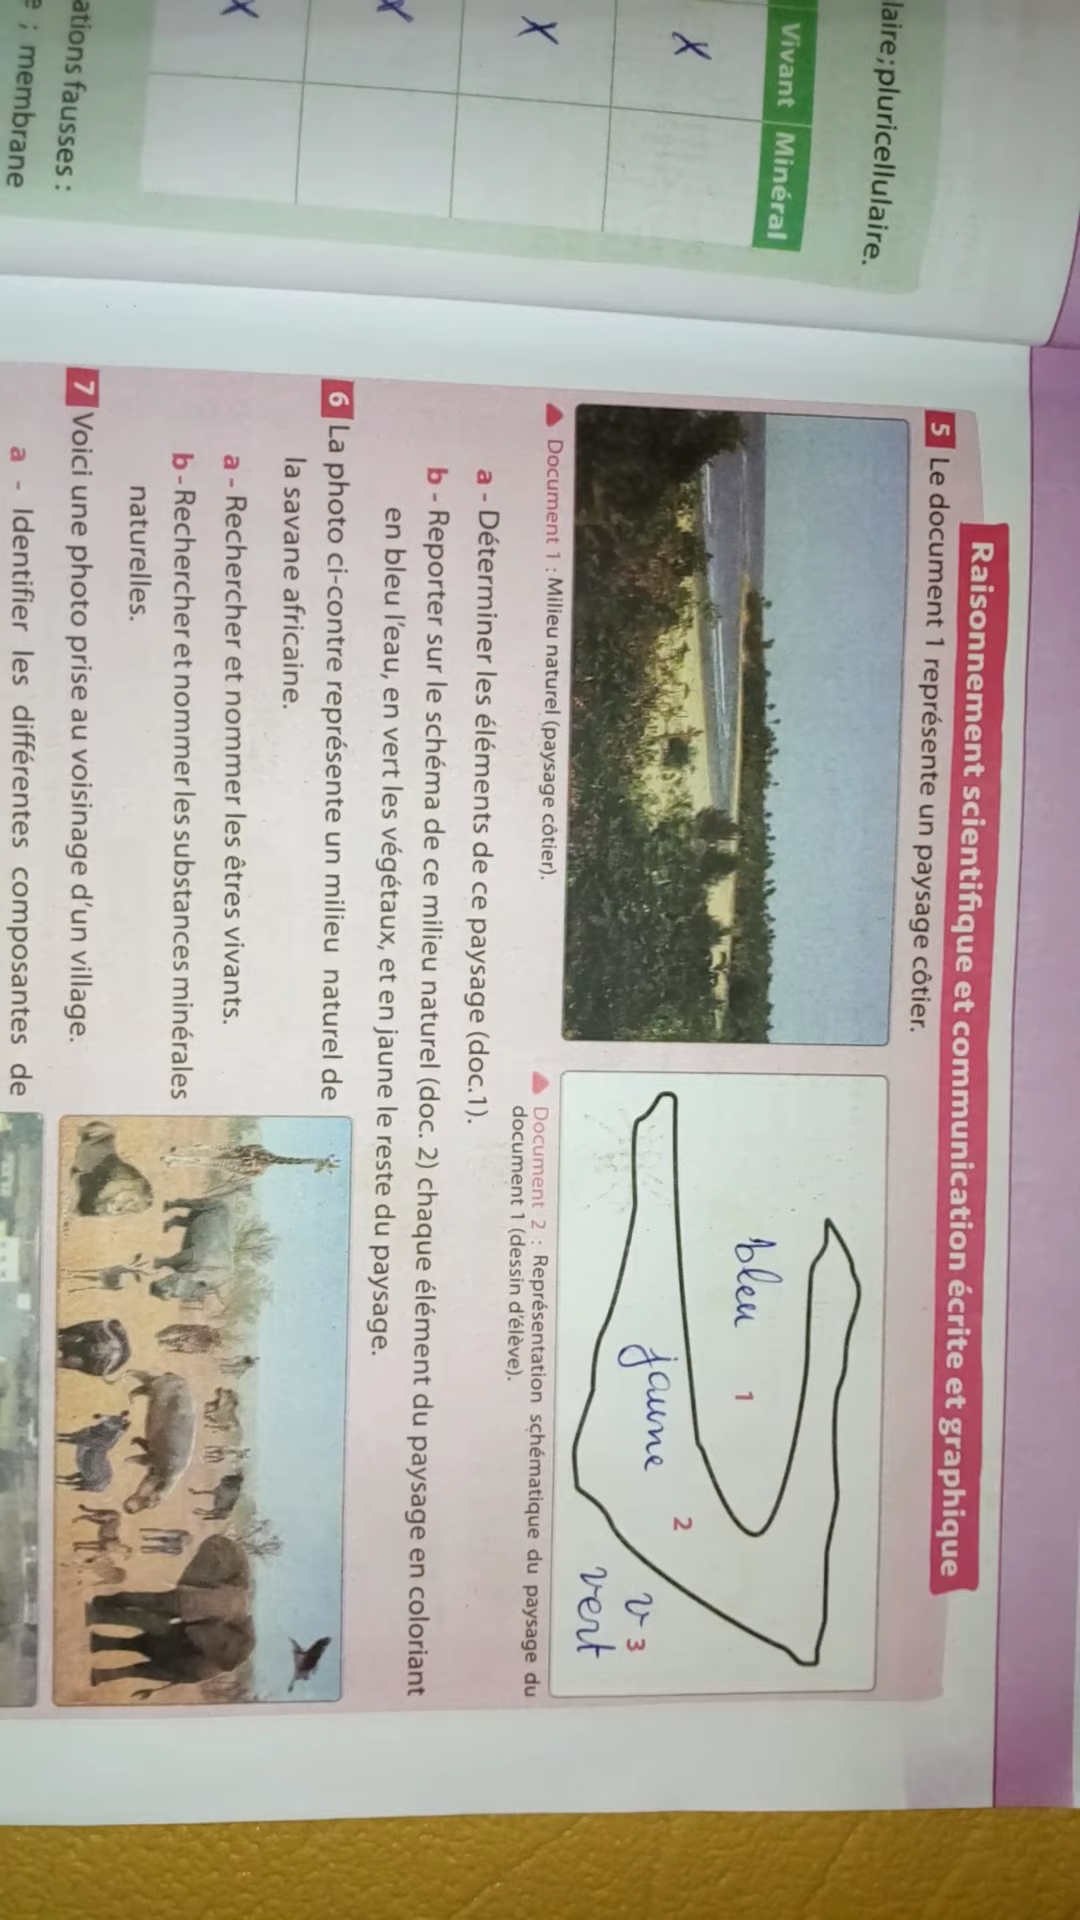 laire; pluricellulaire.
Vivant Minéral
X
X
X
X
ations fausses :
e ; membrane
Raisonnement scientifique et communication écrite et graphique
5 Le document 1 représente un paysage côtier.
Document 1 : Milieu naturel (paysage côtier).
bleu 1
jaune 2
v 3
vert
Document 2 : Représentation schématique du paysage du
document 1 (dessin d'élève).
a - Déterminer les éléments de ce paysage (doc.1).
b - Reporter sur le schéma de ce milieu naturel (doc. 2) chaque élément du paysage en coloriant
en bleu l'eau, en vert les végétaux, et en jaune le reste du paysage.
6 La photo ci-contre représente un milieu naturel de
la savane africaine.
a - Rechercher et nommer les êtres vivants.
b - Rechercher et nommer les substances minérales
naturelles.
7 Voici une photo prise au voisinage d'un village.
a - Identifier les différentes composantes de